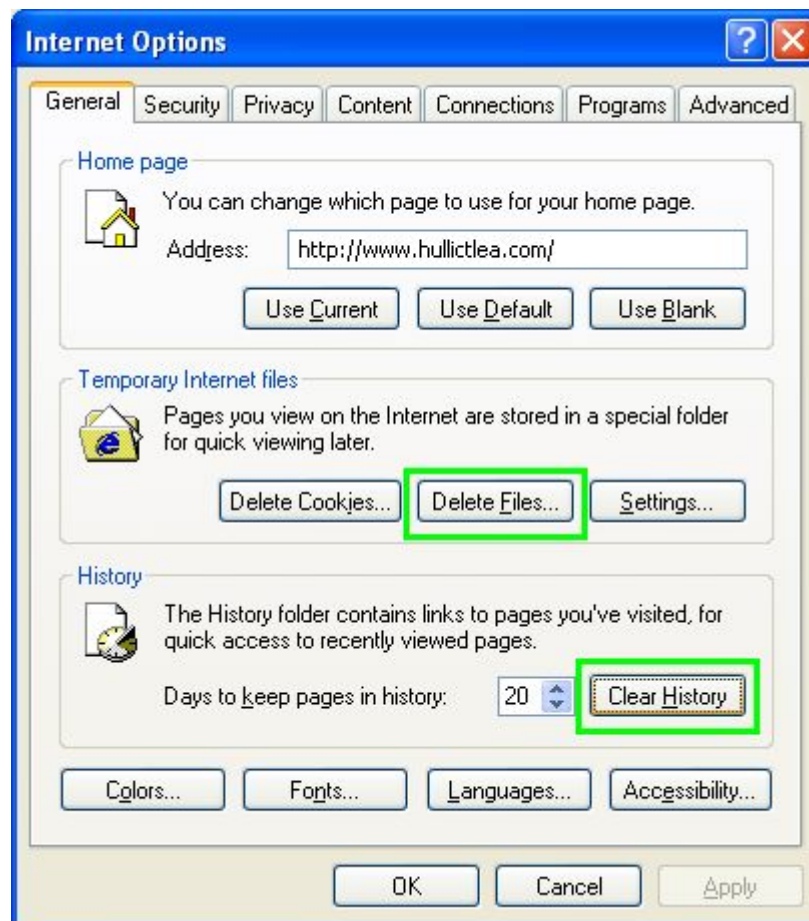 Internet Options
General Security Privacy Content Connections Programs Advanced
Home page
You can change which page to use for your home page.
Address: http://www.hullictlea.com/
Use Current Use Default Use Blank
Temporary Internet files
Pages you view on the Internet are stored in a special folder
for quick viewing later.
Delete Cookies... Delete Files... Settings...
History
The History folder contains links to pages you've visited, for
quick access to recently viewed pages.
Days to keep pages in history: 20 Clear History
Colors... Fonts... Languages... Accessibility...
OK Cancel Apply